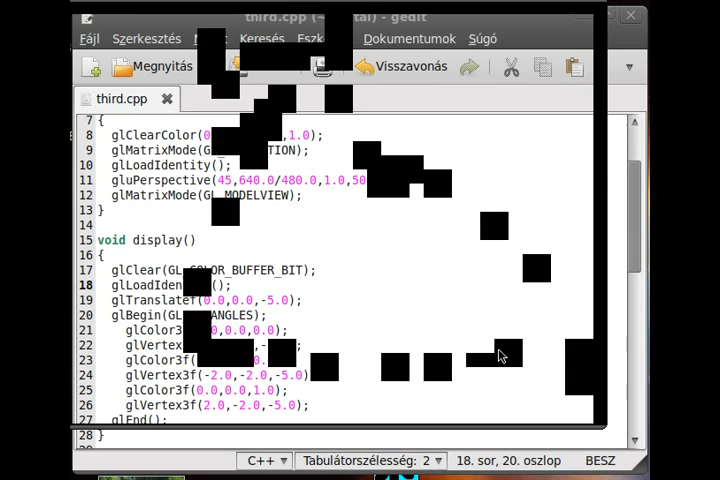 third.cpp (~ tal) - gedit
Fájl Szerkesztés Keresés Dokumentumok Súgó
Megnyitás Visszavonás
third.cpp
7 {
8 glClearColor(0 ,1.0);
9 glMatrixMode(G TION);
10 glLoadIdentity();
11 gluPerspective(45,640.0/480.0,1.0,50
12 glMatrixMode(GL_MODELVIEW);
13 }
14
15 void display()
16 {
17 glClear(GL_COLOR_BUFFER_BIT);
18 glLoadIden ();
19 glTranslatef(0.0,0.0,-5.0);
20 glBegin(GL ANGLES);
21 glColor3 0,0.0,0.0);
22 glVertex ,- ;
23 glColor3f( 0.
24 glVertex3f(-2.0,-2.0,-5.0)
25 glColor3f(0.0,0.0,1.0);
26 glVertex3f(2.0,-2.0,-5.0);
27 glEnd();
28 }
C++ Tabulátorszélesség: 2 18. sor, 20. oszlop BESZ